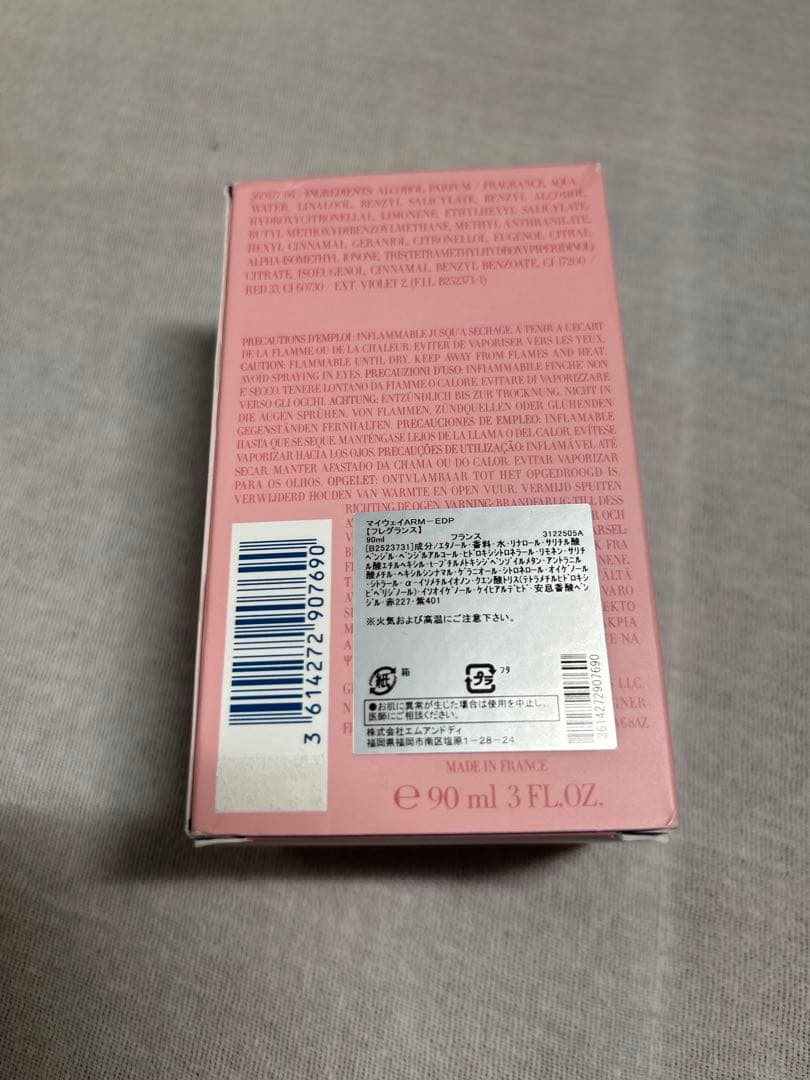 INGREDIENTS: ALCOHOL, PARFUM / FRAGRANCE, AQUA
WATER, LINALOOL, BENZYL SALICYLATE, BENZYL ALCOHOL,
HYDROXYCITRONELLAL, LIMONENE, ETHYLHEXYL SALICYLATE,
BUTYL METHOXYDIBENZOYLMETHANE, METHYL ANTHRANILATE,
HEXYL CINNAMAL, GERANIOL, CITRONELLOL, EUGENOL, CITRAL,
ALPHA-ISOMETHYL IONONE, TRIS(TETRAMETHYLHYDROXYPIPERIDINOL)
CITRATE, ISOEUGENOL, CINNAMAL, BENZYL BENZOATE, CI 17200 /
RED 33, CI 60730 / EXT. VIOLET 2. (F.I.L. B252373/1)
PRECAUTIONS D'EMPLOI: INFLAMMABLE JUSQU'A SECHAGE. A TENIR A L'ECART
DE LA FLAMME OU DE LA CHALEUR. EVITER DE VAPORISER VERS LES YEUX.
CAUTION: FLAMMABLE UNTIL DRY. KEEP AWAY FROM FLAMES AND HEAT.
AVOID SPRAYING IN EYES. PRECAUZIONI D'USO: INFIAMMABILE FINCHE' NON
E' SECCO. TENERE LONTANO DA FIAMME O CALORE. EVITARE DI VAPORIZZARE
VERSO GLI OCCHI. ACHTUNG: ENTZÜNDLICH BIS ZUR TROCKNUNG. NICHT IN
DIE AUGEN SPRÜHEN. VON FLAMMEN, ZÜNDQUELLEN ODER GLÜHENDEN
GEGENSTÄNDEN FERNHALTEN. PRECAUCIONES DE EMPLEO: INFLAMABLE
HASTA QUE SE SEQUE. MANTÉNGASE LEJOS DE LA LLAMA O DEL CALOR. EVÍTESE
VAPORIZAR HACIA LOS OJOS. PRECAUÇÕES DE UTILIZAÇÃO: INFLAMÁVEL ATÉ
SECAR. MANTER AFASTADO DA CHAMA OU DO CALOR. EVITAR VAPORIZAR
PARA OS OLHOS. OPGELET: ONTVLAMBAAR TOT HET OPGEDROOGD IS.
VERWIJDERD HOUDEN VAN WARMTE EN OPEN VUUR. VERMIJD SPUITEN
RICHTING DE OGEN. VARNING: BRANDFARLIG TILL DESS
マイウェイARM－EDP
【フレグランス】
90ml フランス 3122505A
[B2523731]成分/エタノール・香料・水・リナロール・サリチル酸
ベンジル・ベンジルアルコール・ヒドロキシシトロネラール・リモネン・サリチ
ル酸エチルヘキシル・t-ブチルメトキシジベンゾイルメタン・アントラニル
酸メチル・ヘキシルシンナマル・ゲラニオール・シトロネロール・オイゲノール
・シトラール・α-イソメチルイオノン・クエン酸トリス(テトラメチルヒドロキシ
ピペリジノール)・イソオイゲノール・ケイヒアルデヒド・安息香酸ベン
ジル・赤227・紫401
※火気および高温にご注意下さい。
紙 箱
プラ フタ
●お肌に異常が生じた場合は使用を中止し、
医師にご相談ください。
株式会社エムアンドディ
福岡県福岡市南区塩原1－28－24
3614272907690
3 614272 907690
MADE IN FRANCE
e 90 ml 3 FL.OZ.